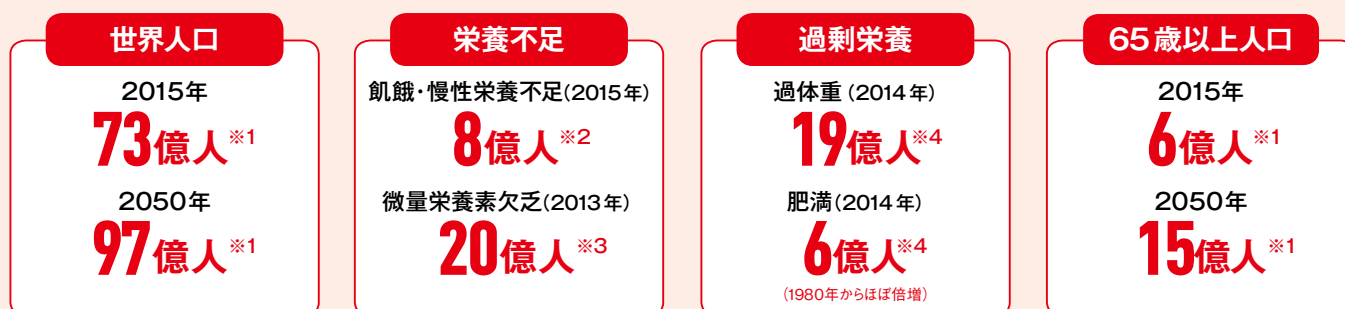 世界人口
2015年
73億人※1
2050年
97億人※1
栄養不足
飢餓・慢性栄養不足(2015年)
8億人※2
微量栄養素欠乏(2013年)
20億人※3
過剰栄養
過体重(2014年)
19億人※4
肥満(2014年)
6億人※4
(1980年からほぼ倍増)
65歳以上人口
2015年
6億人※1
2050年
15億人※1